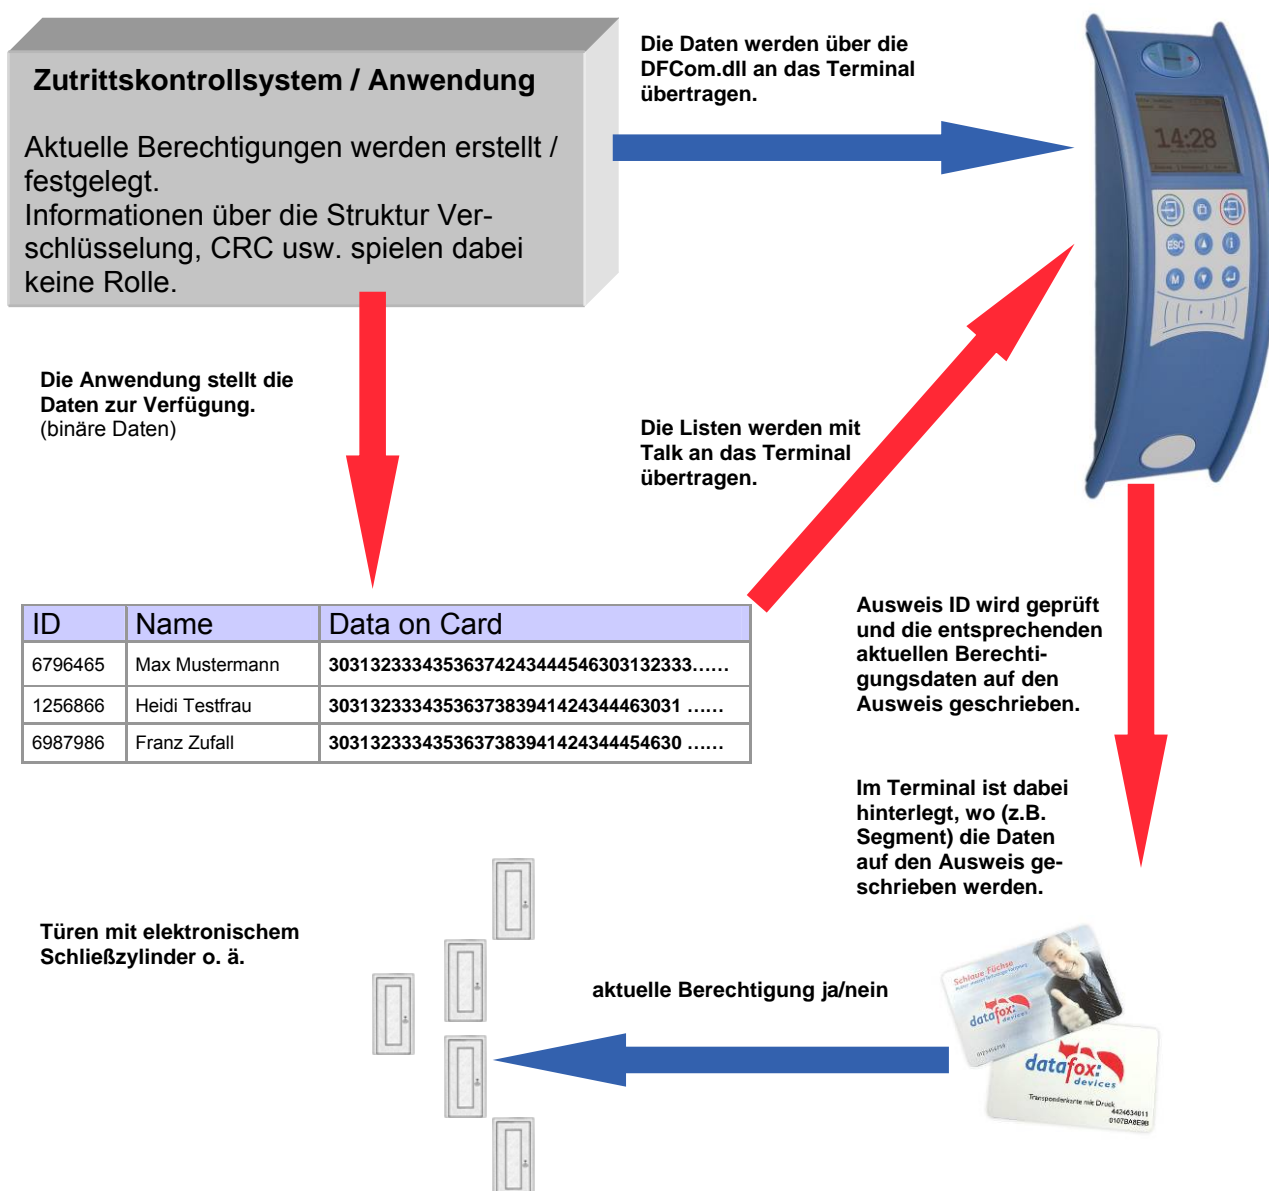 Zutrittskontrollsystem / Anwendung
Aktuelle Berechtigungen werden erstellt /
festgelegt.
Informationen über die Struktur Ver-
schlüsselung, CRC usw. spielen dabei
keine Rolle.
Die Daten werden über die
DFCom.dll an das Terminal
übertragen.
14:28
ESC
i
M
Die Anwendung stellt die
Daten zur Verfügung.
(binäre Daten)
Die Listen werden mit
Talk an das Terminal
übertragen.
ID Name Data on Card
6796465 Max Mustermann 30313233343536374243444546303132333……
1256866 Heidi Testfrau 3031323334353637383941424344463031 ……
6987986 Franz Zufall 3031323334353637383941424344454630 ……
Ausweis ID wird geprüft
und die entsprechenden
aktuellen Berechti-
gungsdaten auf den
Ausweis geschrieben.
Im Terminal ist dabei
hinterlegt, wo (z.B.
Segment) die Daten
auf den Ausweis ge-
schrieben werden.
Türen mit elektronischem
Schließzylinder o. ä.
aktuelle Berechtigung ja/nein
Schlaue Füchse
datafox:
devices
datafox:
devices
Transponderkarte mit Druck
4424634011
0107BA8E9B